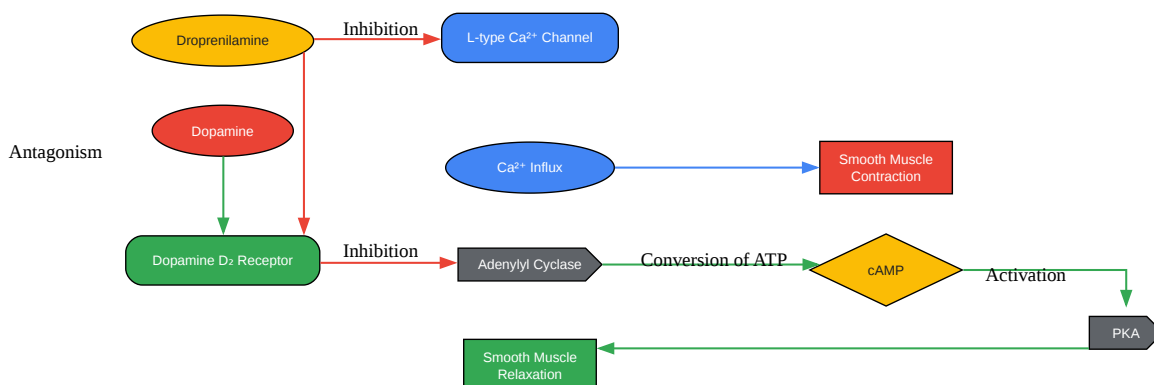 Droprenilamine
Inhibition
L-type Ca²⁺ Channel
Dopamine
Antagonism
Ca²⁺ Influx
Smooth Muscle
Contraction
Dopamine D₂ Receptor
Inhibition
Adenylyl Cyclase
Conversion of ATP
cAMP
Activation
PKA
Smooth Muscle
Relaxation